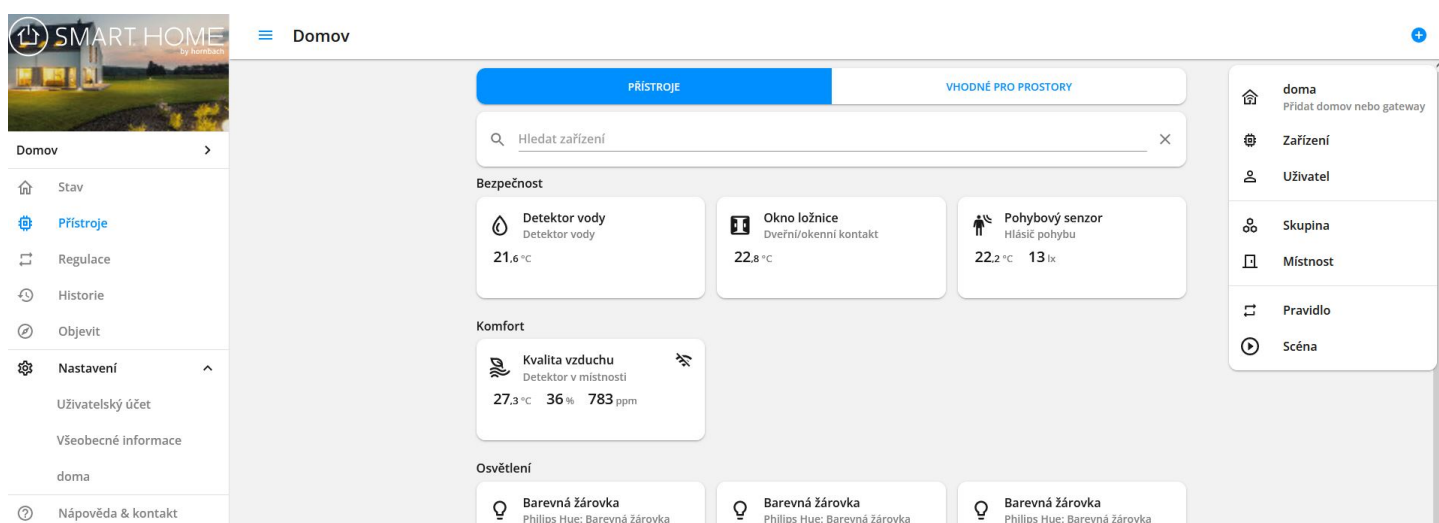 SMART HOME
by hornbach
Domov
Stav
Přístroje
Regulace
Historie
Objevit
Nastavení
Uživatelský účet
Všeobecné informace
doma
Nápověda & kontakt
Domov
PŘÍSTROJE
VHODNÉ PRO PROSTORY
Hledat zařízení
Bezpečnost
Detektor vody
Detektor vody
21,6 °C
Okno ložnice
Dveřní/okenní kontakt
22,8 °C
Pohybový senzor
Hlásič pohybu
22,2 °C 13 lx
Komfort
Kvalita vzduchu
Detektor v místnosti
27,3 °C 36 % 783 ppm
Osvětlení
Barevná žárovka
Philips Hue: Barevná žárovka
Barevná žárovka
Philips Hue: Barevná žárovka
Barevná žárovka
Philips Hue: Barevná žárovka
doma
Přidat domov nebo gateway
Zařízení
Uživatel
Skupina
Místnost
Pravidlo
Scéna